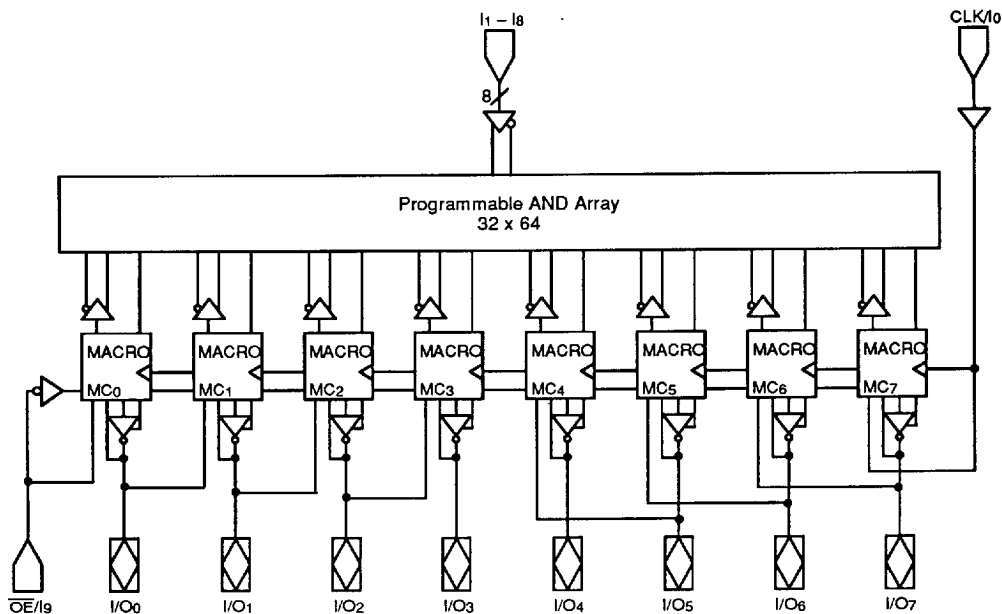 I1 – I8
CLK/I0
8
Programmable AND Array
32 x 64
MACRO MACRO MACRO MACRO MACRO MACRO MACRO MACRO
MC0 MC1 MC2 MC3 MC4 MC5 MC6 MC7
O̅E̅/I9 I/O0 I/O1 I/O2 I/O3 I/O4 I/O5 I/O6 I/O7